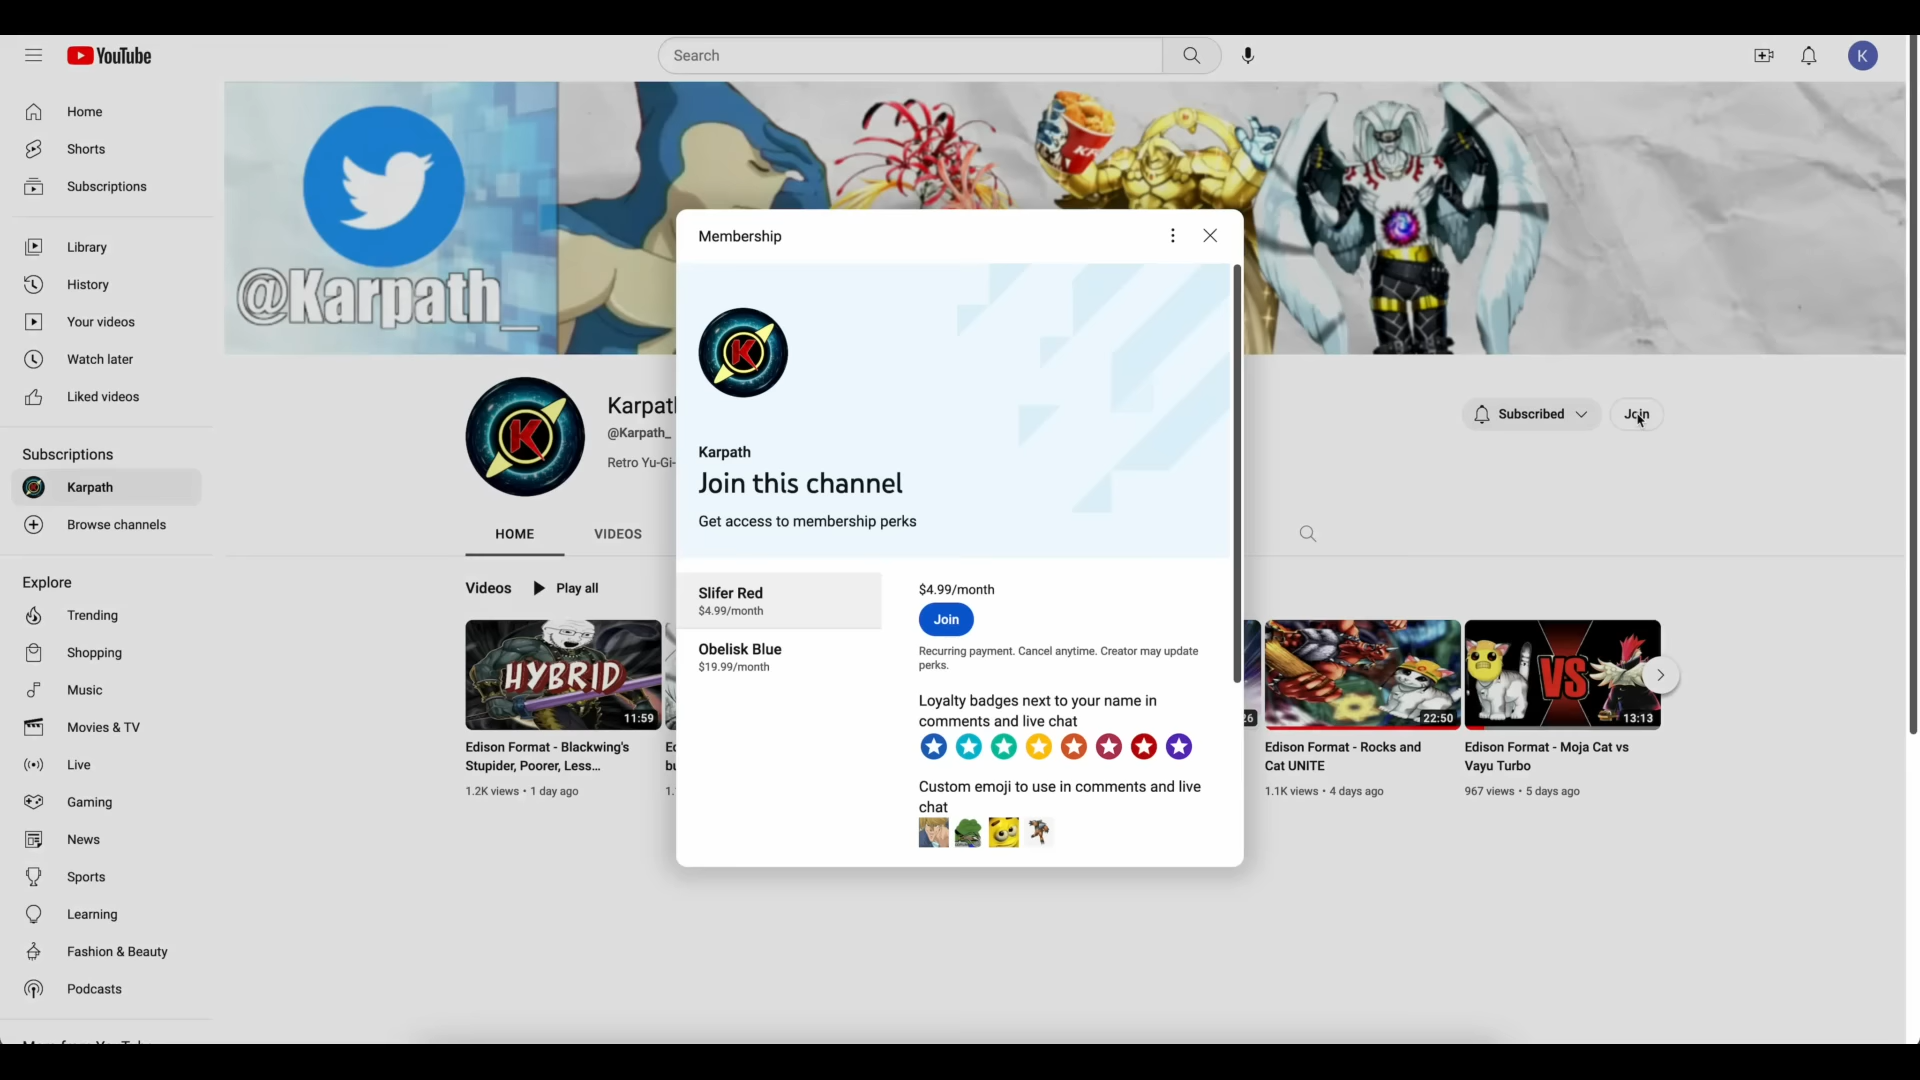 YouTube
Search
K
Home
Shorts
Subscriptions
Library
History
Your videos
Watch later
Liked videos
Subscriptions
Karpath
Browse channels
Explore
Trending
Shopping
Music
Movies & TV
Live
Gaming
News
Sports
Learning
Fashion & Beauty
Podcasts
@Karpath_
KF
K
Karpath
@Karpath_
Retro Yu-Gi-
Subscribed
Join
HOME
VIDEOS
Videos
Play all
HYBRID
11:59
Edison Format - Blackwing's
Stupider, Poorer, Less...
1.2K views • 1 day ago
26
22:50
Edison Format - Rocks and
Cat UNITE
1.1K views • 4 days ago
VS
13:13
Edison Format - Moja Cat vs
Vayu Turbo
967 views • 5 days ago
Membership
K
Karpath
Join this channel
Get access to membership perks
Slifer Red
$4.99/month
Obelisk Blue
$19.99/month
$4.99/month
Join
Recurring payment. Cancel anytime. Creator may update
perks.
Loyalty badges next to your name in
comments and live chat
Custom emoji to use in comments and live
chat